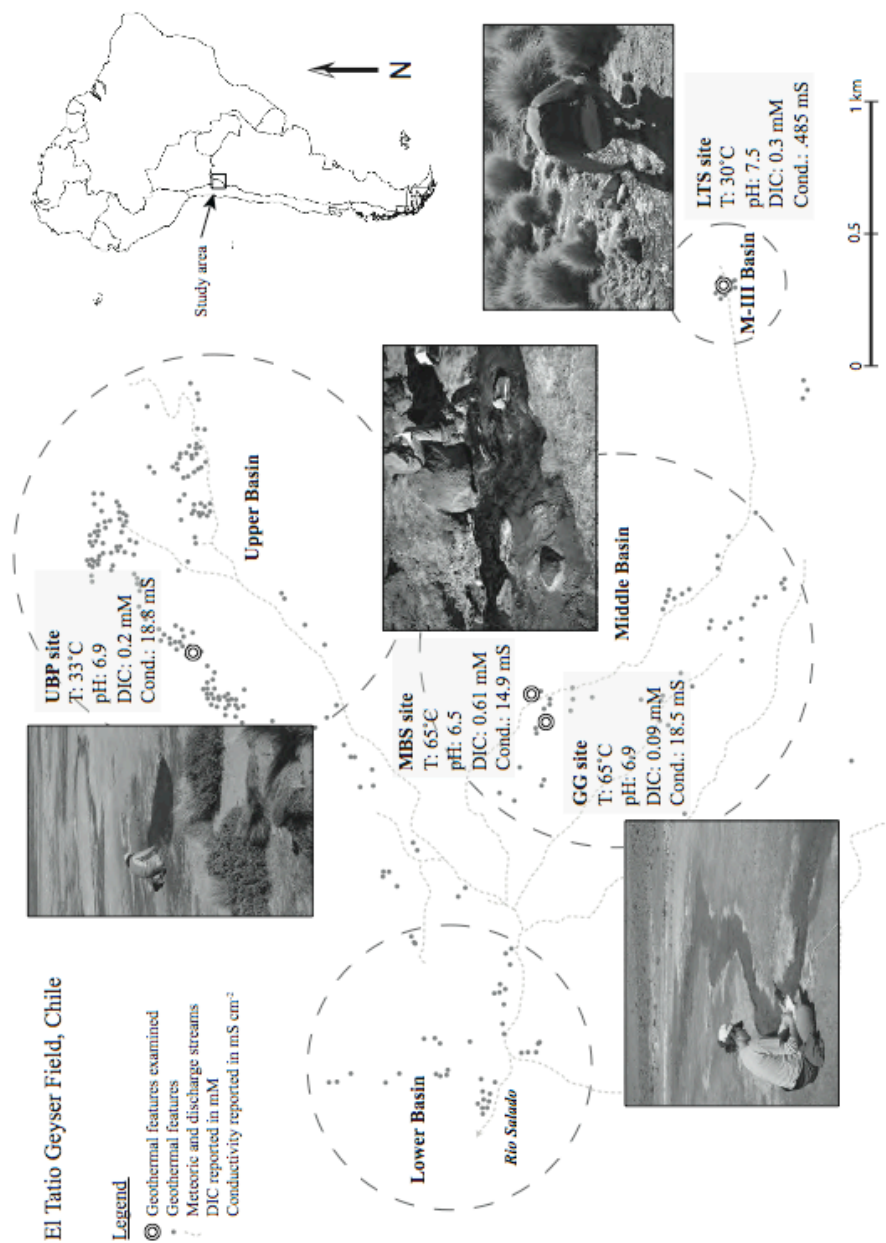 El Tatio Geyser Field, Chile
Legend
Geothermal features examined
Geothermal features
Meteoric and discharge streams
DIC reported in mM
Conductivity reported in mS cm⁻²
UBP site
T: 33°C
pH: 6.9
DIC: 0.2 mM
Cond.: 18.8 mS
Upper Basin
Study area
N
Lower Basin
Rio Salado
MBS site
T: 65°C
pH: 6.5
DIC: 0.61 mM
Cond.: 14.9 mS
GG site
T: 65°C
pH: 6.9
DIC: 0.09 mM
Cond.: 18.5 mS
Middle Basin
M-III Basin
LTS site
T: 30°C
pH: 7.5
DIC: 0.3 mM
Cond.: .485 mS
0 0.5 1 km